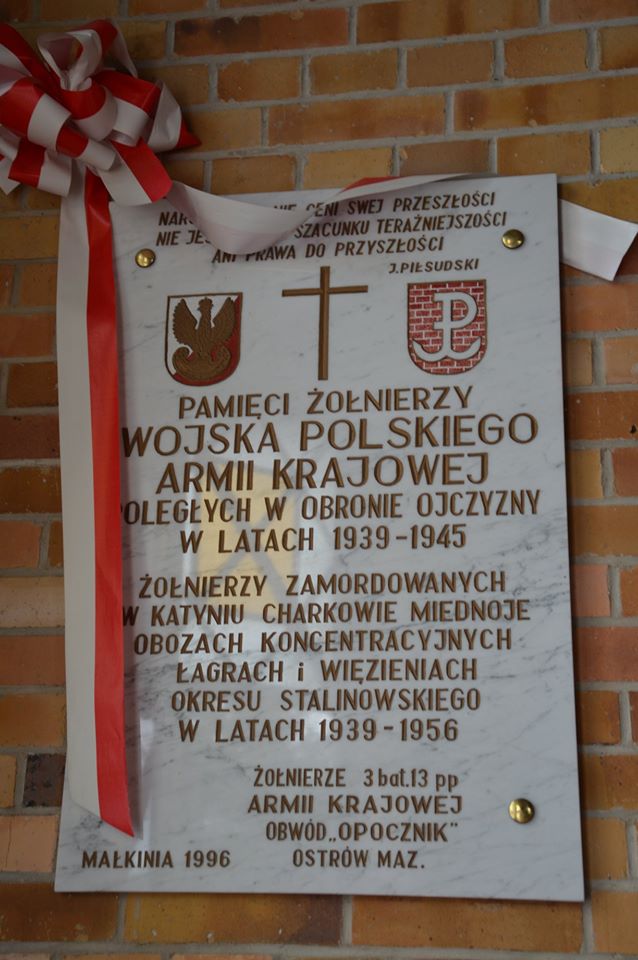 NIE CENI SWEJ PRZESZŁOŚCI
NIE SZACUNKU TERAŹNIEJSZOŚCI
ANI PRAWA DO PRZYSZŁOŚCI
J.PIŁSUDSKI
PAMIĘCI ŻOŁNIERZY
WOJSKA POLSKIEGO
ARMII KRAJOWEJ
POLEGŁYCH W OBRONIE OJCZYZNY
W LATACH 1939-1945
ŻOŁNIERZY ZAMORDOWANYCH
W KATYNIU CHARKOWIE MIEDNOJE
OBOZACH KONCENTRACYJNYCH
ŁAGRACH i WIĘZIENIACH
OKRESU STALINOWSKIEGO
W LATACH 1939-1956
ŻOŁNIERZE 3 bat. 13 pp
ARMII KRAJOWEJ
OBWÓD „OPOCZNIK"
MAŁKINIA 1996 OSTRÓW MAZ.